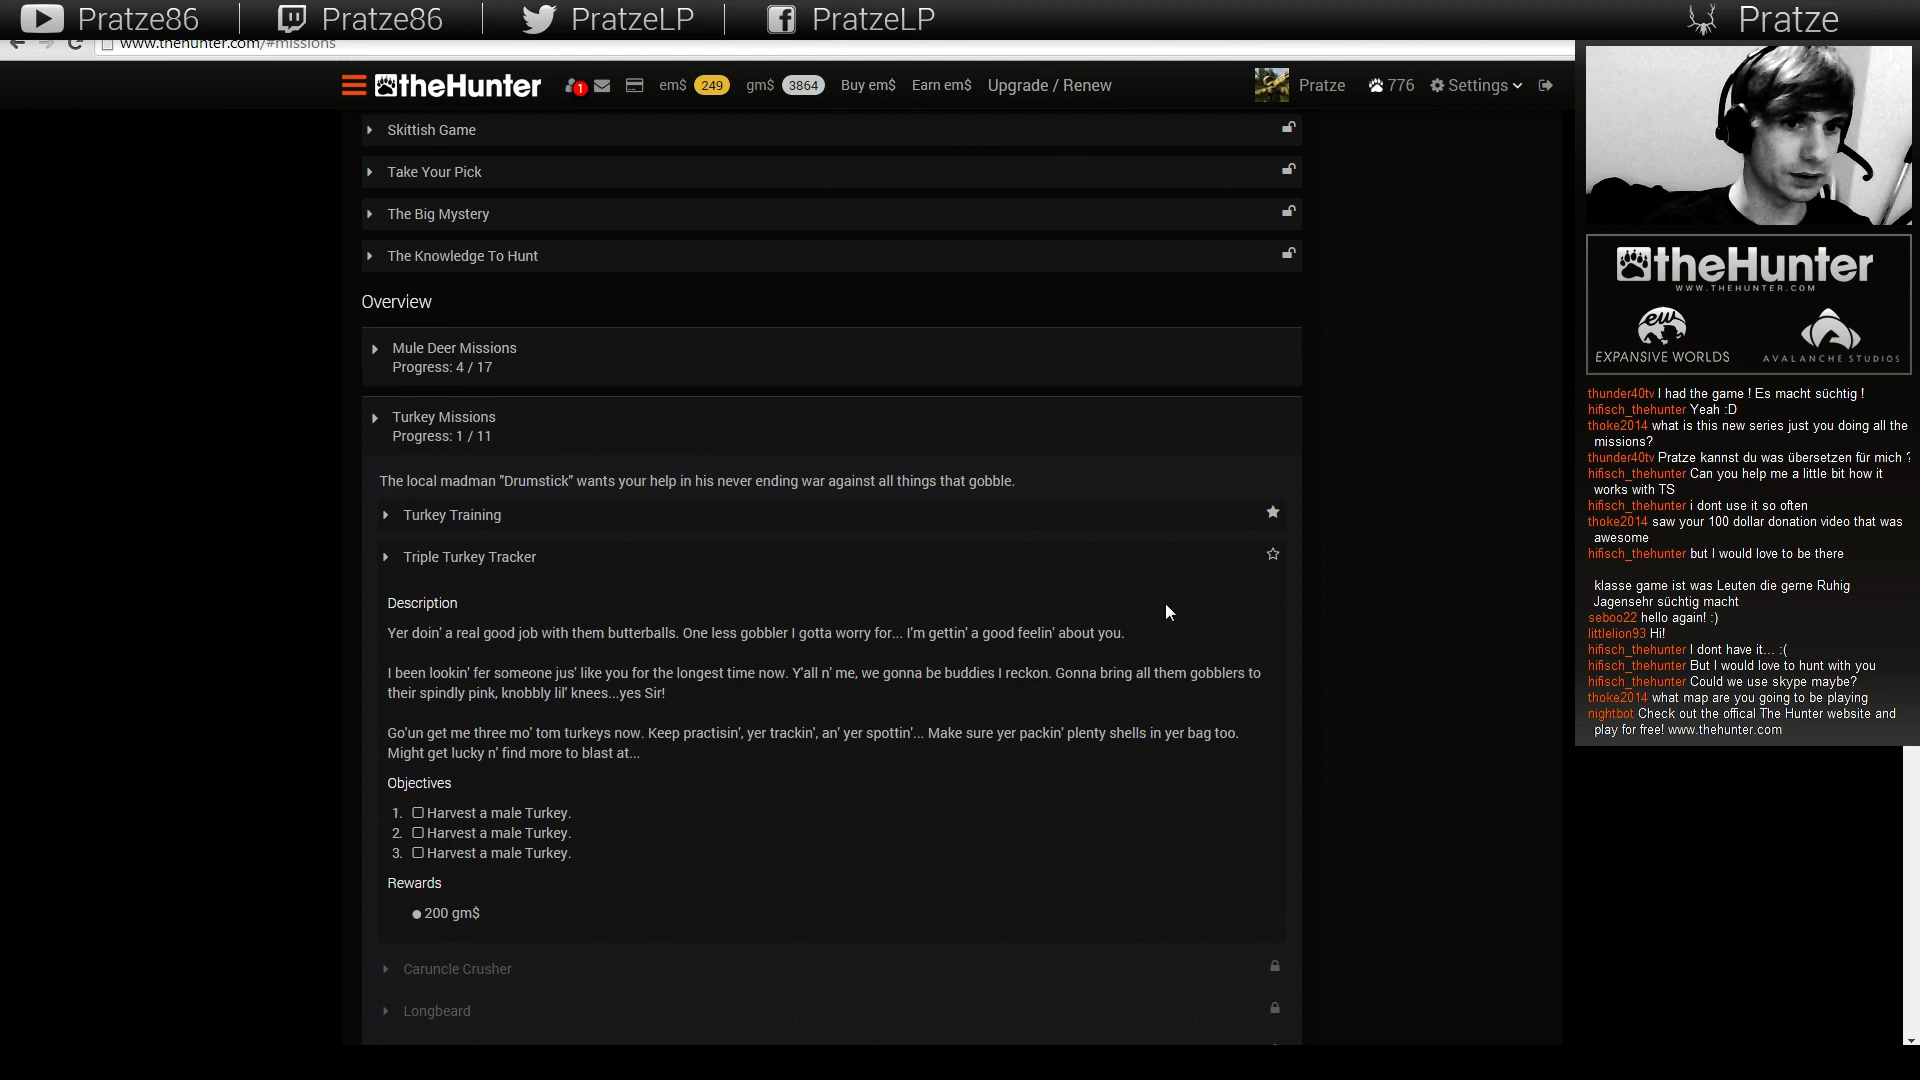 Pratze86
Pratze86
PratzeLP
PratzeLP
Pratze
www.thehunter.com/#missions
theHunter
1
em$ 249
gm$ 3864
Buy em$
Earn em$
Upgrade / Renew
Pratze
776
Settings
Skittish Game
Take Your Pick
The Big Mystery
The Knowledge To Hunt
Overview
Mule Deer Missions
Progress: 4 / 17
Turkey Missions
Progress: 1 / 11
The local madman "Drumstick" wants your help in his never ending war against all things that gobble.
Turkey Training
Triple Turkey Tracker
Description
Yer doin' a real good job with them butterballs. One less gobbler I gotta worry for... I'm gettin' a good feelin' about you.
I been lookin' fer someone jus' like you for the longest time now. Y'all n' me, we gonna be buddies I reckon. Gonna bring all them gobblers to
their spindly pink, knobbly lil' knees...yes Sir!
Go'un get me three mo' tom turkeys now. Keep practisin', yer trackin', an' yer spottin'... Make sure yer packin' plenty shells in yer bag too.
Might get lucky n' find more to blast at...
Objectives
1. Harvest a male Turkey.
2. Harvest a male Turkey.
3. Harvest a male Turkey.
Rewards
200 gm$
Caruncle Crusher
Longbeard
theHunter
WWW.THEHUNTER.COM
ew
EXPANSIVE WORLDS
AVALANCHE STUDIOS
thunder40tv I had the game ! Es macht süchtig !
hifisch_thehunter Yeah :D
thoke2014 what is this new series just you doing all the
missions?
thunder40tv Pratze kannst du was übersetzen für mich ?
hifisch_thehunter Can you help me a little bit how it
works with TS
hifisch_thehunter i dont use it so often
thoke2014 saw your 100 dollar donation video that was
awesome
hifisch_thehunter but I would love to be there
klasse game ist was Leuten die gerne Ruhig
Jagensehr süchtig macht
seboo22 hello again! :)
littlelion93 Hi!
hifisch_thehunter I dont have it... :(
hifisch_thehunter But I would love to hunt with you
hifisch_thehunter Could we use skype maybe?
thoke2014 what map are you going to be playing
nightbot Check out the offical The Hunter website and
play for free! www.thehunter.com